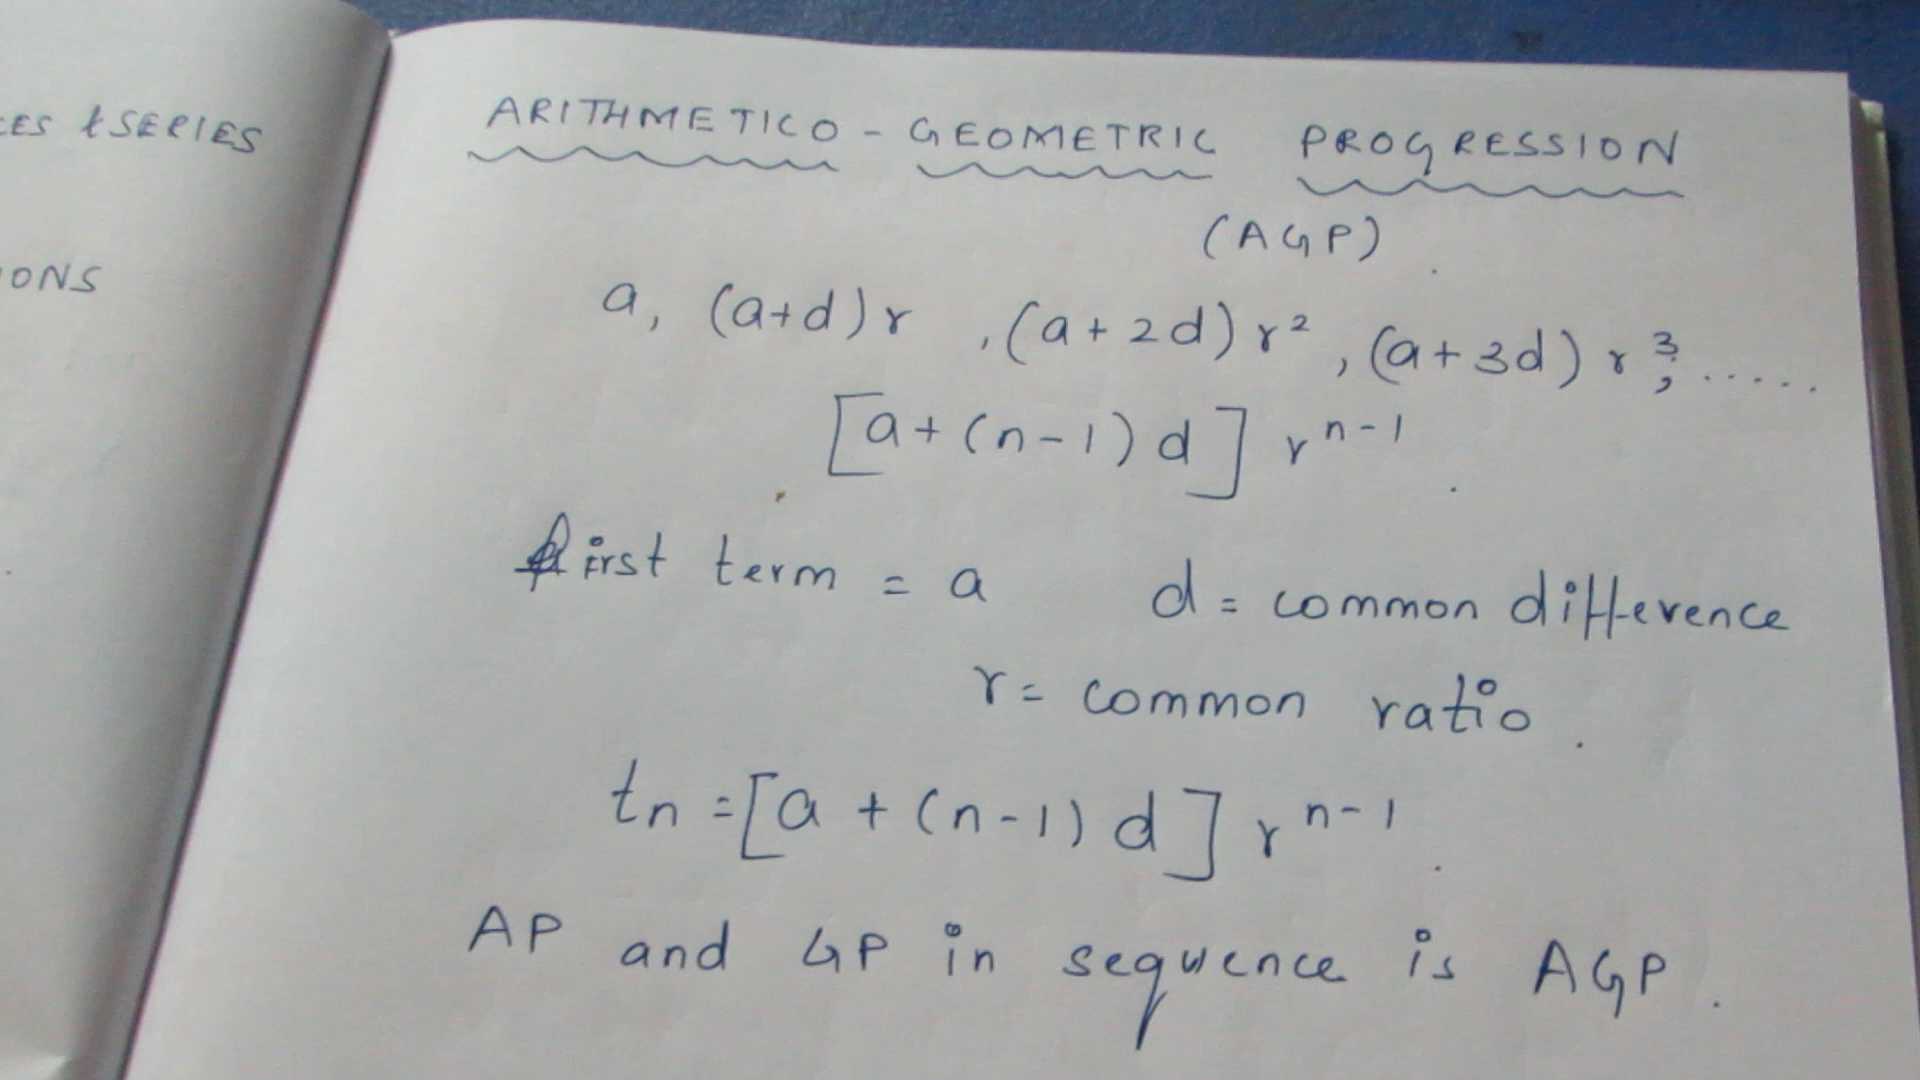 & SERIES
ONS
ARITHMETICO - GEOMETRIC PROGRESSION
(AGP)
a, (a+d)r, (a+2d)r², (a+3d)r³, .....
[a+(n-1)d] rⁿ⁻¹
first term = a d = common difference
r = common ratio.
tn = [a + (n-1)d] rⁿ⁻¹.
AP and GP in sequence is AGP.